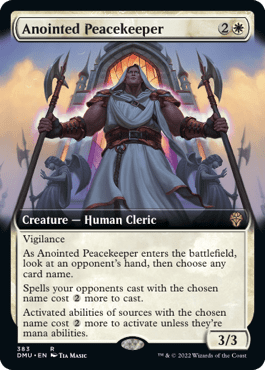 Anointed Peacekeeper 2
Creature — Human Cleric
Vigilance
As Anointed Peacekeeper enters the battlefield,
look at an opponent's hand, then choose any
card name.
Spells your opponents cast with the chosen
name cost 2 more to cast.
Activated abilities of sources with the chosen
name cost 2 more to activate unless they're
mana abilities.
3/3
383 R
DMU • EN Tia Masic
™ & © 2022 Wizards of the Coast